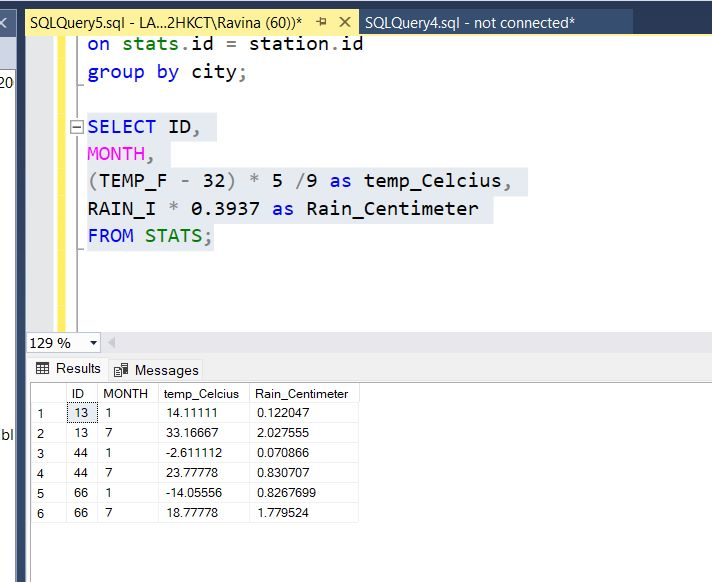 SQLQuery5.sql - LA...2HKCT\Ravina (60))* SQLQuery4.sql - not connected*
on stats.id = station.id
group by city;
SELECT ID,
MONTH,
(TEMP_F - 32) * 5 /9 as temp_Celcius,
RAIN_I * 0.3937 as Rain_Centimeter
FROM STATS;
129 %
Results Messages
ID MONTH temp_Celcius Rain_Centimeter
1 13 1 14.11111 0.122047
2 13 7 33.16667 2.027555
3 44 1 -2.611112 0.070866
4 44 7 23.77778 0.830707
5 66 1 -14.05556 0.8267699
6 66 7 18.77778 1.779524